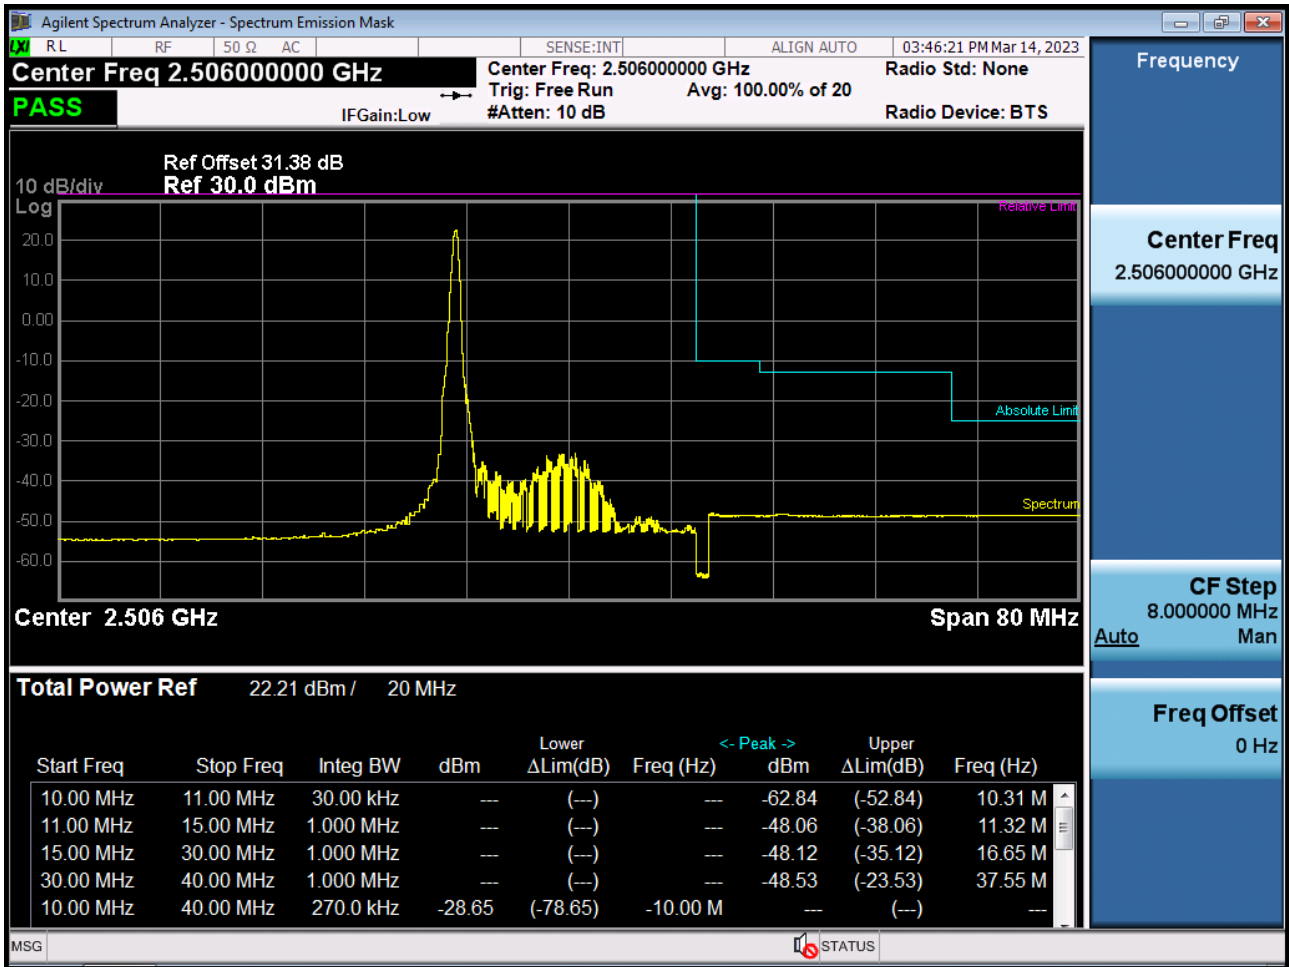 Agilent Spectrum Analyzer - Spectrum Emission Mask
LXI RL RF 50 Ω AC SENSE:INT ALIGN AUTO 03:46:21 PM Mar 14, 2023
Center Freq 2.506000000 GHz
Center Freq: 2.506000000 GHz Radio Std: None
Trig: Free Run Avg: 100.00% of 20
PASS
IFGain:Low #Atten: 10 dB Radio Device: BTS
Ref Offset 31.38 dB
10 dB/div Ref 30.0 dBm
Log
Relative Limit
20.0
10.0
0.00
-10.0
-20.0
Absolute Limit
-30.0
-40.0
Spectrum
-50.0
-60.0
Center 2.506 GHz Span 80 MHz
Total Power Ref 22.21 dBm / 20 MHz
Lower <- Peak -> Upper
Start Freq Stop Freq Integ BW dBm ΔLim(dB) Freq (Hz) dBm ΔLim(dB) Freq (Hz)
10.00 MHz 11.00 MHz 30.00 kHz --- (---) --- -62.84 (-52.84) 10.31 M
11.00 MHz 15.00 MHz 1.000 MHz --- (---) --- -48.06 (-38.06) 11.32 M
15.00 MHz 30.00 MHz 1.000 MHz --- (---) --- -48.12 (-35.12) 16.65 M
30.00 MHz 40.00 MHz 1.000 MHz --- (---) --- -48.53 (-23.53) 37.55 M
10.00 MHz 40.00 MHz 270.0 kHz -28.65 (-78.65) -10.00 M --- (---) ---
MSG STATUS
Frequency
Center Freq
2.506000000 GHz
CF Step
8.000000 MHz
Auto Man
Freq Offset
0 Hz